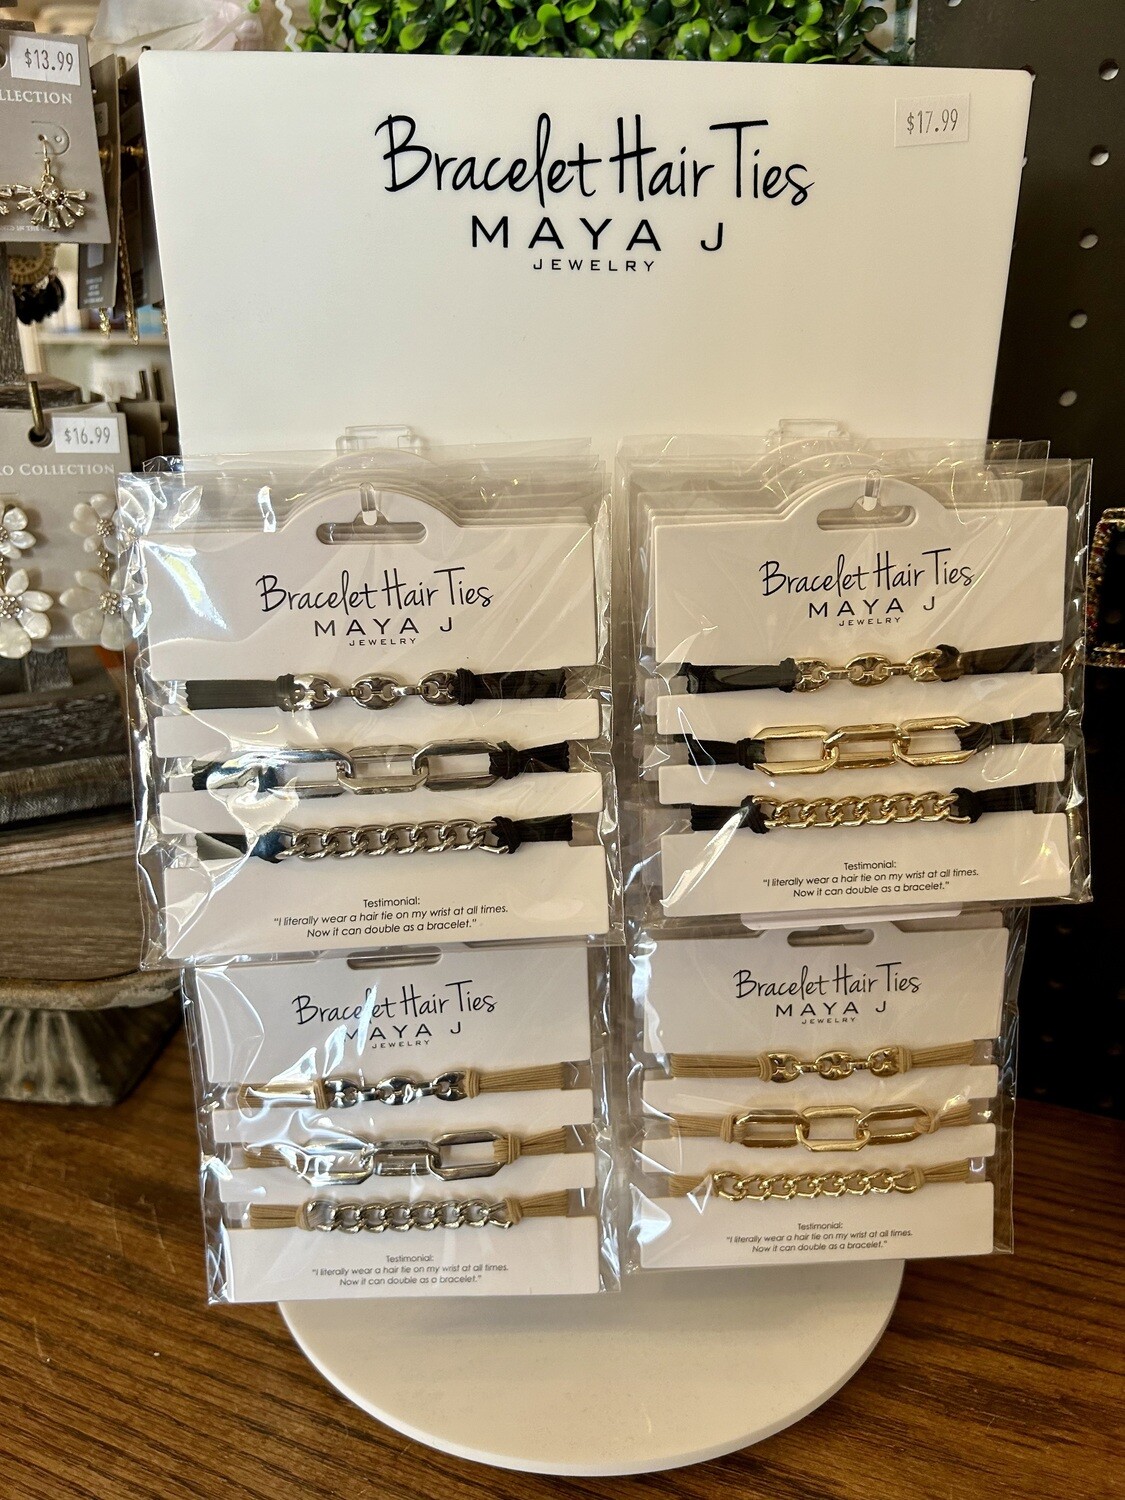 $13.99
LLECTION
$16.99
O COLLECTION
Bracelet Hair Ties
MAYA J
JEWELRY
$17.99
Bracelet Hair Ties
MAYA J
JEWELRY
Testimonial:
"I literally wear a hair tie on my wrist at all times.
Now it can double as a bracelet."
Bracelet Hair Ties
MAYA J
JEWELRY
Testimonial:
"I literally wear a hair tie on my wrist at all times.
Now it can double as a bracelet."
Bracelet Hair Ties
MAYA J
JEWELRY
Testimonial:
"I literally wear a hair tie on my wrist at all times.
Now it can double as a bracelet."
Bracelet Hair Ties
MAYA J
JEWELRY
Testimonial:
"I literally wear a hair tie on my wrist at all times.
Now it can double as a bracelet."